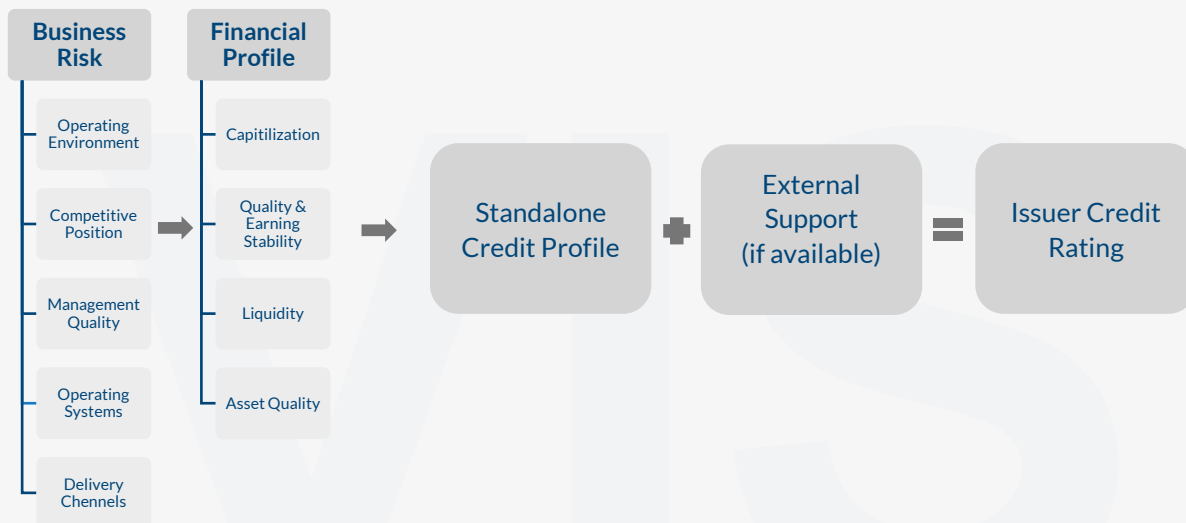 Business
Risk
Operating
Environment
Competitive
Position
Management
Quality
Operating
Systems
Delivery
Chennels
Financial
Profile
Capitilization
Quality &
Earning
Stability
Liquidity
Asset Quality
Standalone
Credit Profile
External
Support
(if available)
Issuer Credit
Rating
VIS